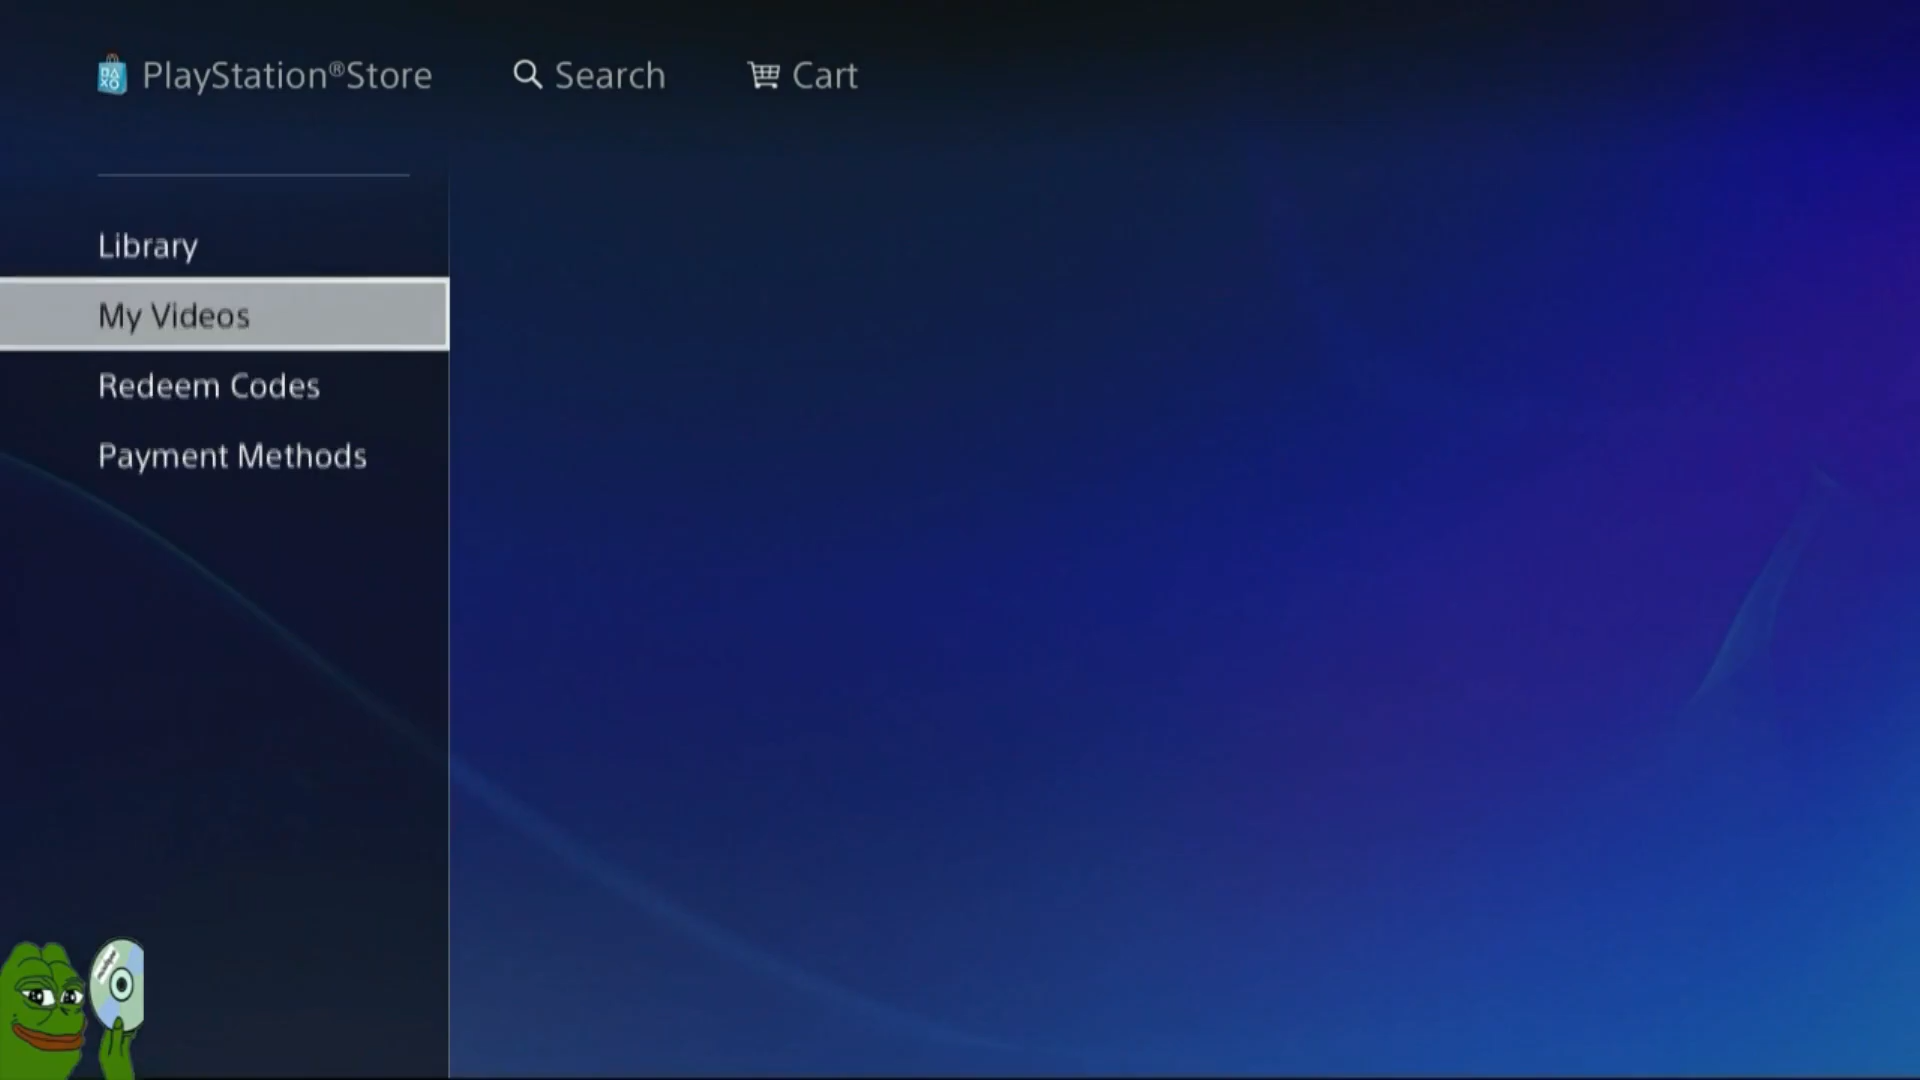 PlayStation®Store
Search
Cart
Library
My Videos
Redeem Codes
Payment Methods